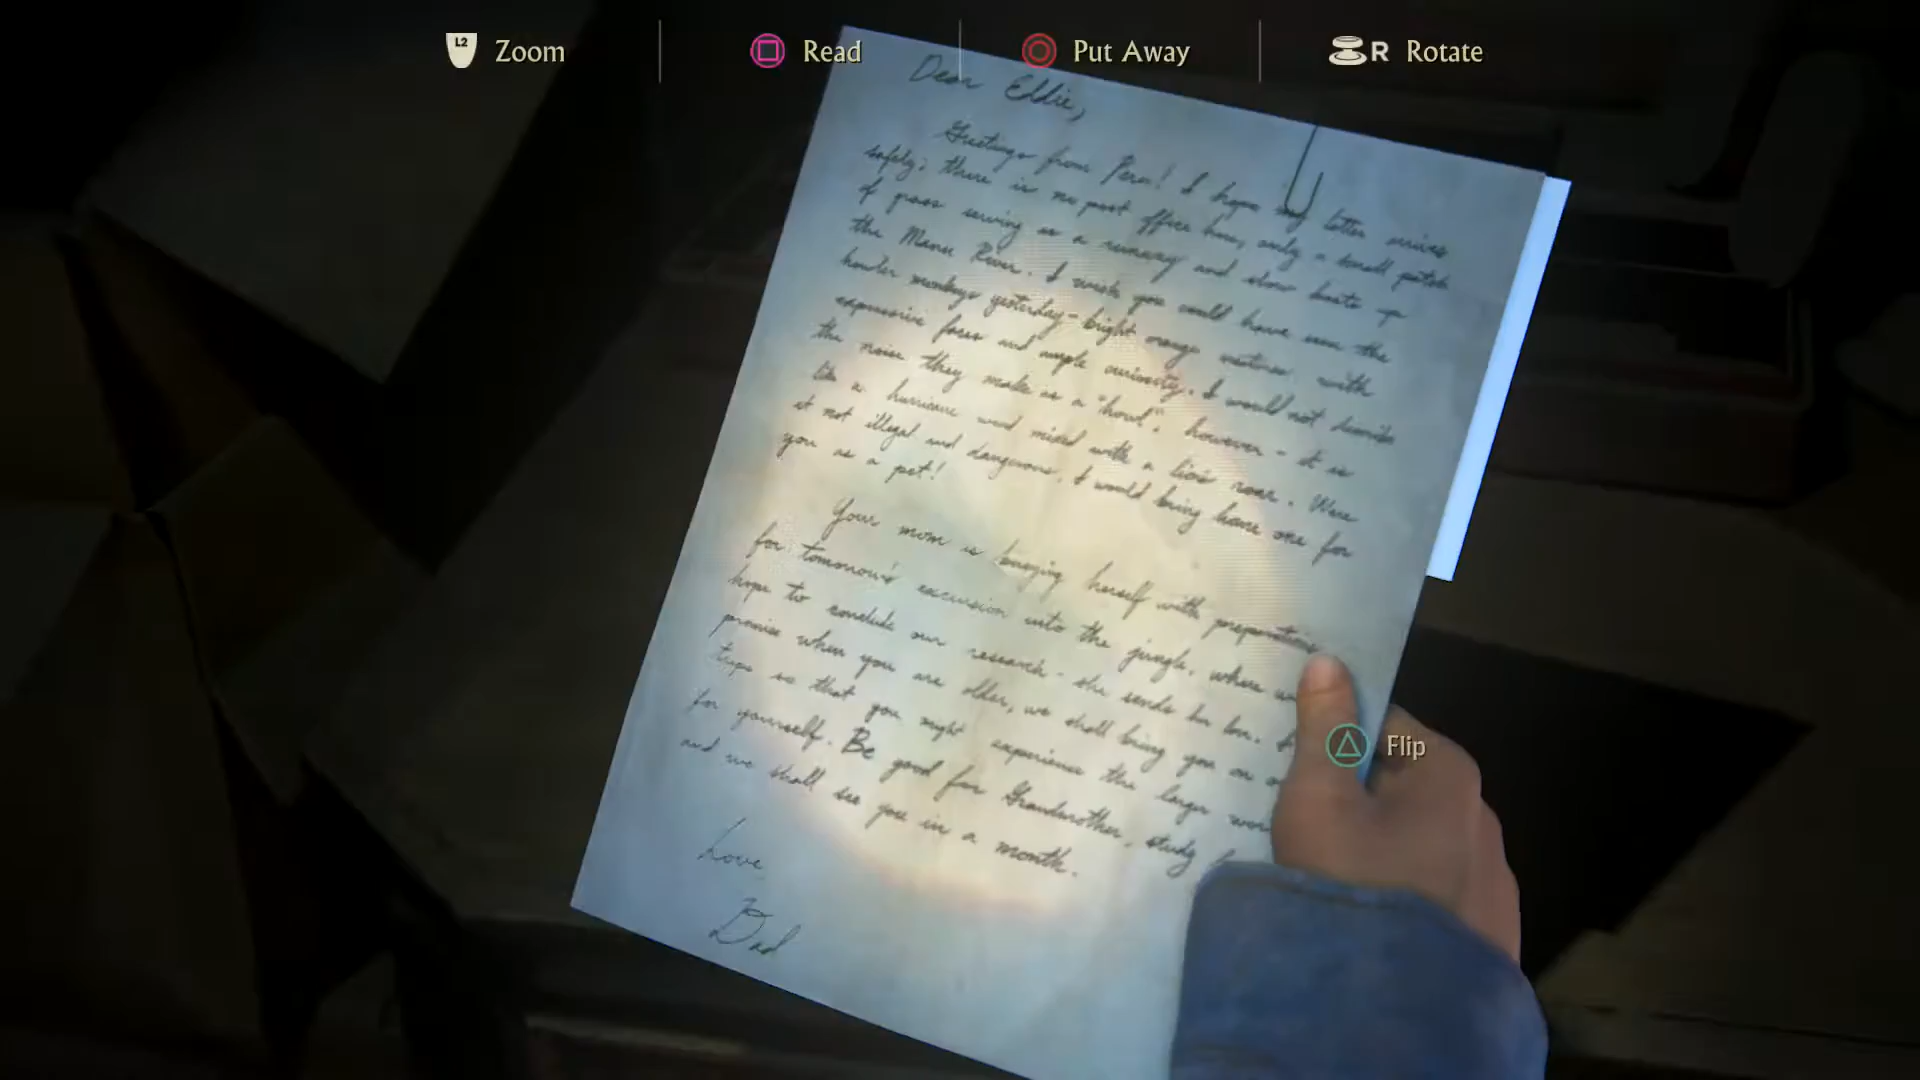 L2 Zoom
Read
Put Away
R Rotate
Dear Eddie,
Greetings from Peru! I hope my letter arrives
safely; there is no post office here, only a small patch
of grass serving as a runway and slow boats up
the Manu River. I wish you could have seen the
howler monkeys yesterday - bright orange creatures with
expressive faces and ample curiosity. I would not describe
the noise they make as a "howl", however - it is
like a hurricane wind mixed with a lion's roar. Were
it not illegal and dangerous, I would bring home one for
you as a pet!
Your mom is busying herself with preparations
for tommorow's excursion into the jungle, where we
hope to conclude our research - she sends her love. I
promise when you are older, we shall bring you on
trips so that you might experience the larger
for yourself. Be good for Grandmother, study
and we shall see you in a month.
Love,
Dad
Flip